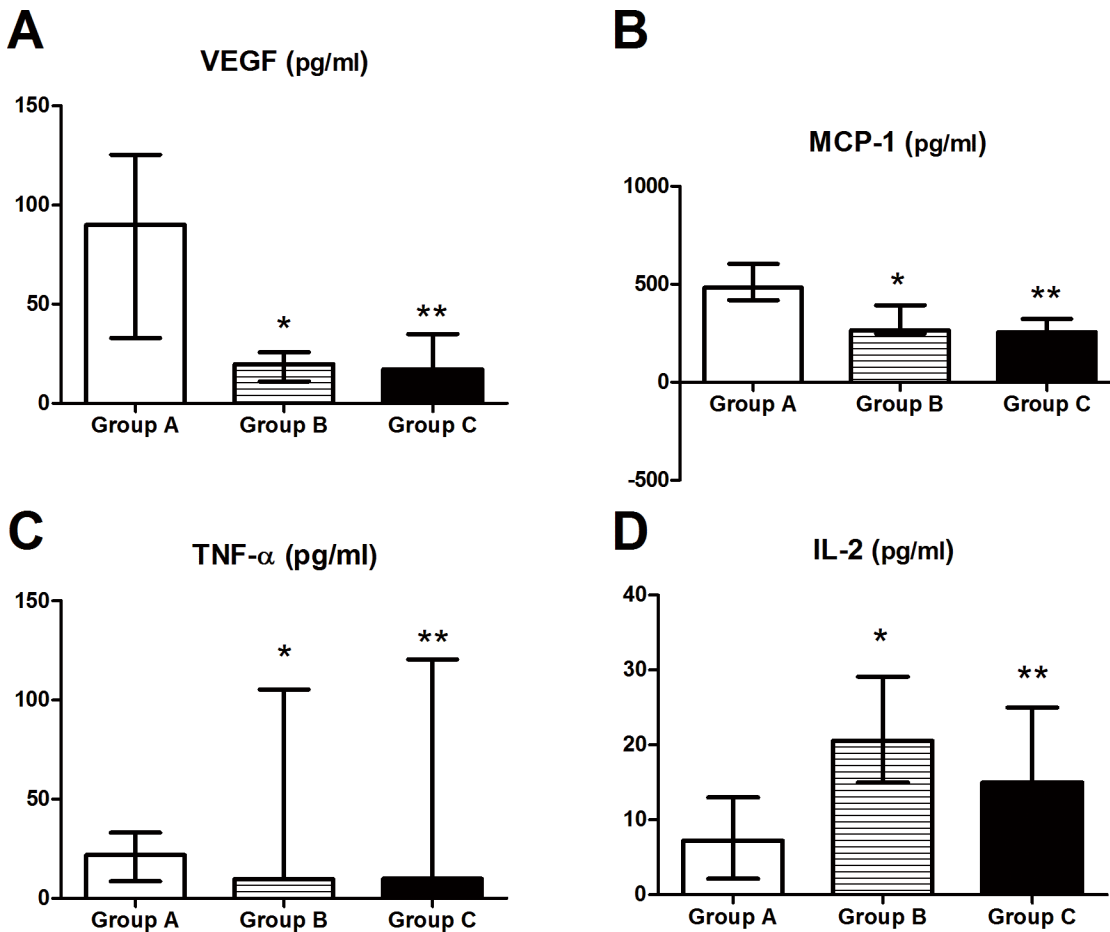 A
VEGF (pg/ml)
150
100
50
0
*
**
Group A
Group B
Group C
B
MCP-1 (pg/ml)
1000
500
0
-500
*
**
Group A
Group B
Group C
C
TNF-α (pg/ml)
150
100
50
0
*
**
Group A
Group B
Group C
D
IL-2 (pg/ml)
40
30
20
10
0
*
**
Group A
Group B
Group C